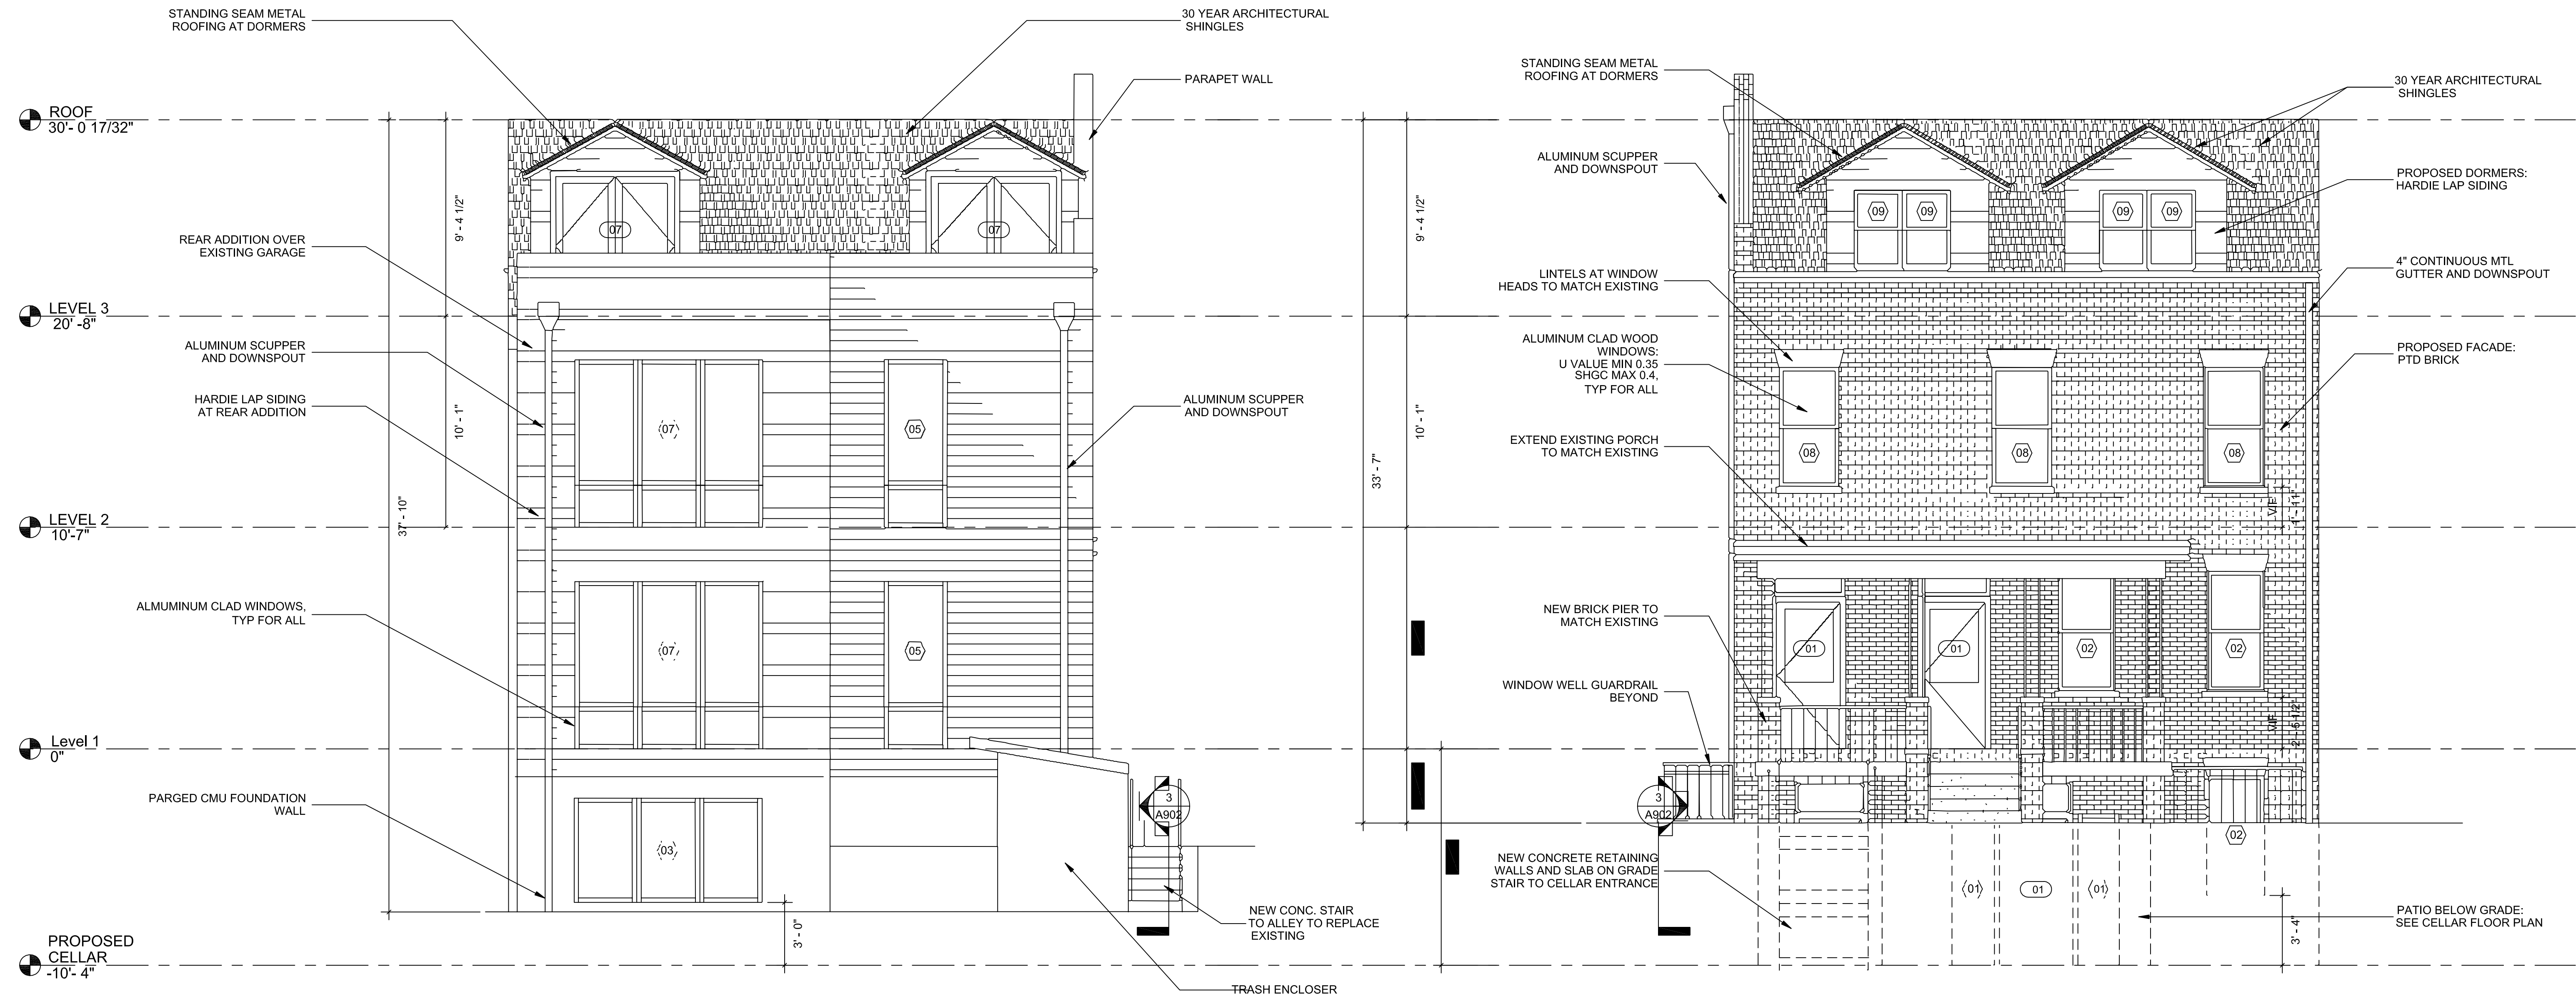 STANDING SEAM METAL
ROOFING AT DORMERS
30 YEAR ARCHITECTURAL
SHINGLES
PARAPET WALL
ROOF
30'- 0 17/32"
REAR ADDITION OVER
EXISTING GARAGE
LEVEL 3
20' -8"
ALUMINUM SCUPPER
AND DOWNSPOUT
HARDIE LAP SIDING
AT REAR ADDITION
LEVEL 2
10'-7"
ALMUMINUM CLAD WINDOWS,
TYP FOR ALL
Level 1
0"
PARGED CMU FOUNDATION
WALL
PROPOSED
CELLAR
-10'- 4"
9' - 4 1/2"
10' - 1"
37' - 10"
07
07
07
05
07
05
03
3' - 0"
ALUMINUM SCUPPER
AND DOWNSPOUT
3
A902
NEW CONC. STAIR
TO ALLEY TO REPLACE
EXISTING
TRASH ENCLOSER
9' - 4 1/2"
10' - 1"
33' - 7"
STANDING SEAM METAL
ROOFING AT DORMERS
ALUMINUM SCUPPER
AND DOWNSPOUT
LINTELS AT WINDOW
HEADS TO MATCH EXISTING
ALUMINUM CLAD WOOD
WINDOWS:
U VALUE MIN 0.35
SHGC MAX 0.4,
TYP FOR ALL
EXTEND EXISTING PORCH
TO MATCH EXISTING
NEW BRICK PIER TO
MATCH EXISTING
WINDOW WELL GUARDRAIL
BEYOND
3
A902
NEW CONCRETE RETAINING
WALLS AND SLAB ON GRADE
STAIR TO CELLAR ENTRANCE
09
09
09
09
08
08
08
01
01
02
02
02
01
01
01
VIF
1' - 11"
VIF
2' - 6 1/2"
3' - 4"
30 YEAR ARCHITECTURAL
SHINGLES
PROPOSED DORMERS:
HARDIE LAP SIDING
4" CONTINUOUS MTL
GUTTER AND DOWNSPOUT
PROPOSED FACADE:
PTD BRICK
PATIO BELOW GRADE:
SEE CELLAR FLOOR PLAN